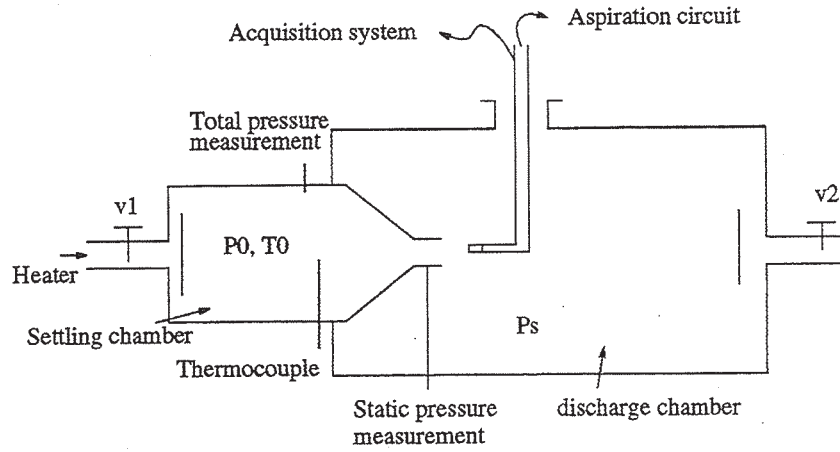 Acquisition system
Aspiration circuit
Total pressure
measurement
v1
v2
P0, T0
Heater
Settling chamber
Ps
Thermocouple
Static pressure
measurement
discharge chamber